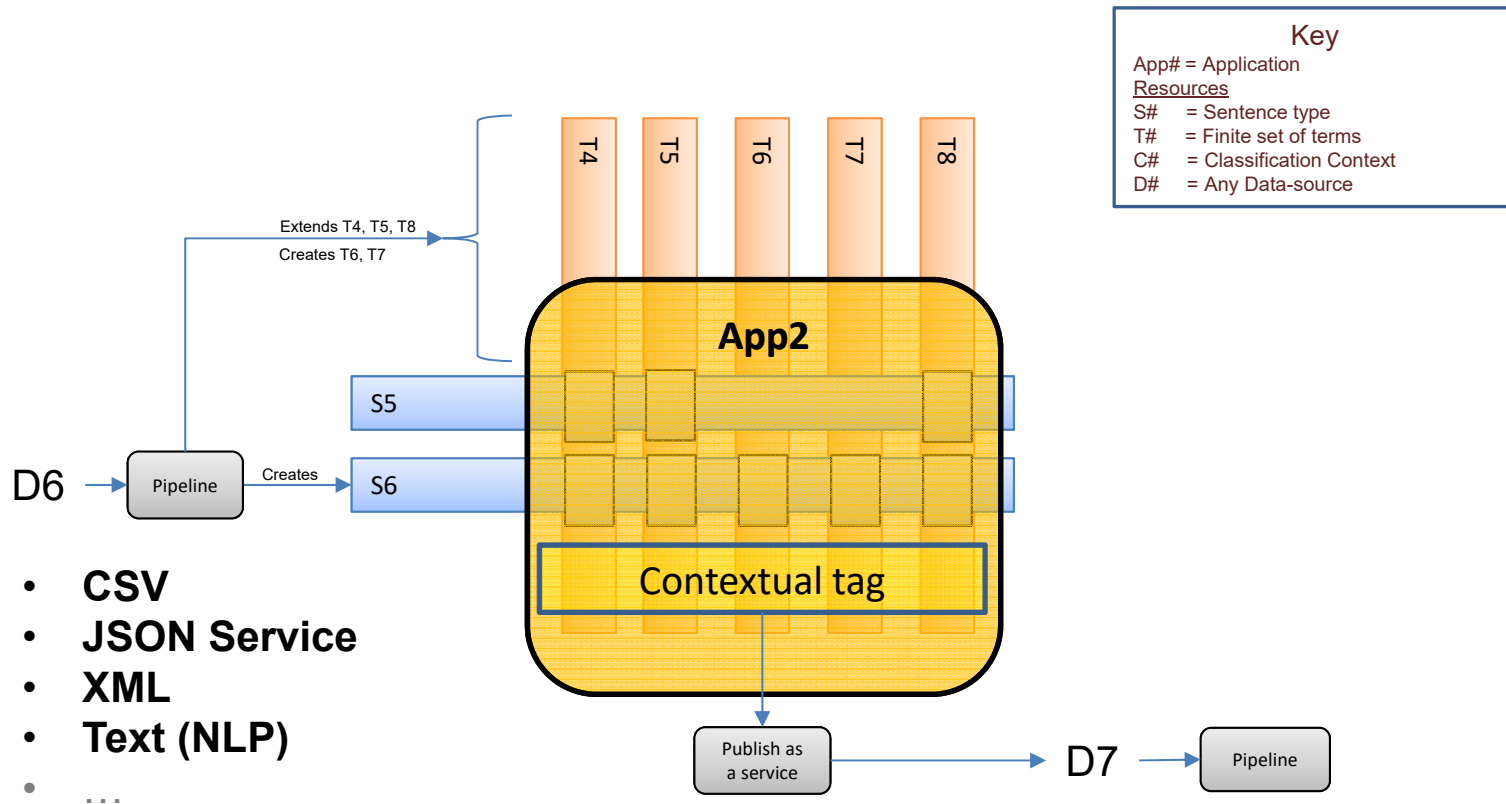 Key
App# = Application
Resources
S# = Sentence type
T# = Finite set of terms
C# = Classification Context
D# = Any Data-source
T4
T5
T6
T7
T8
Extends T4, T5, T8
Creates T6, T7
App2
S5
D6
Pipeline
Creates
S6
Contextual tag
• CSV
• JSON Service
• XML
• Text (NLP)
• ...
Publish as
a service
D7
Pipeline